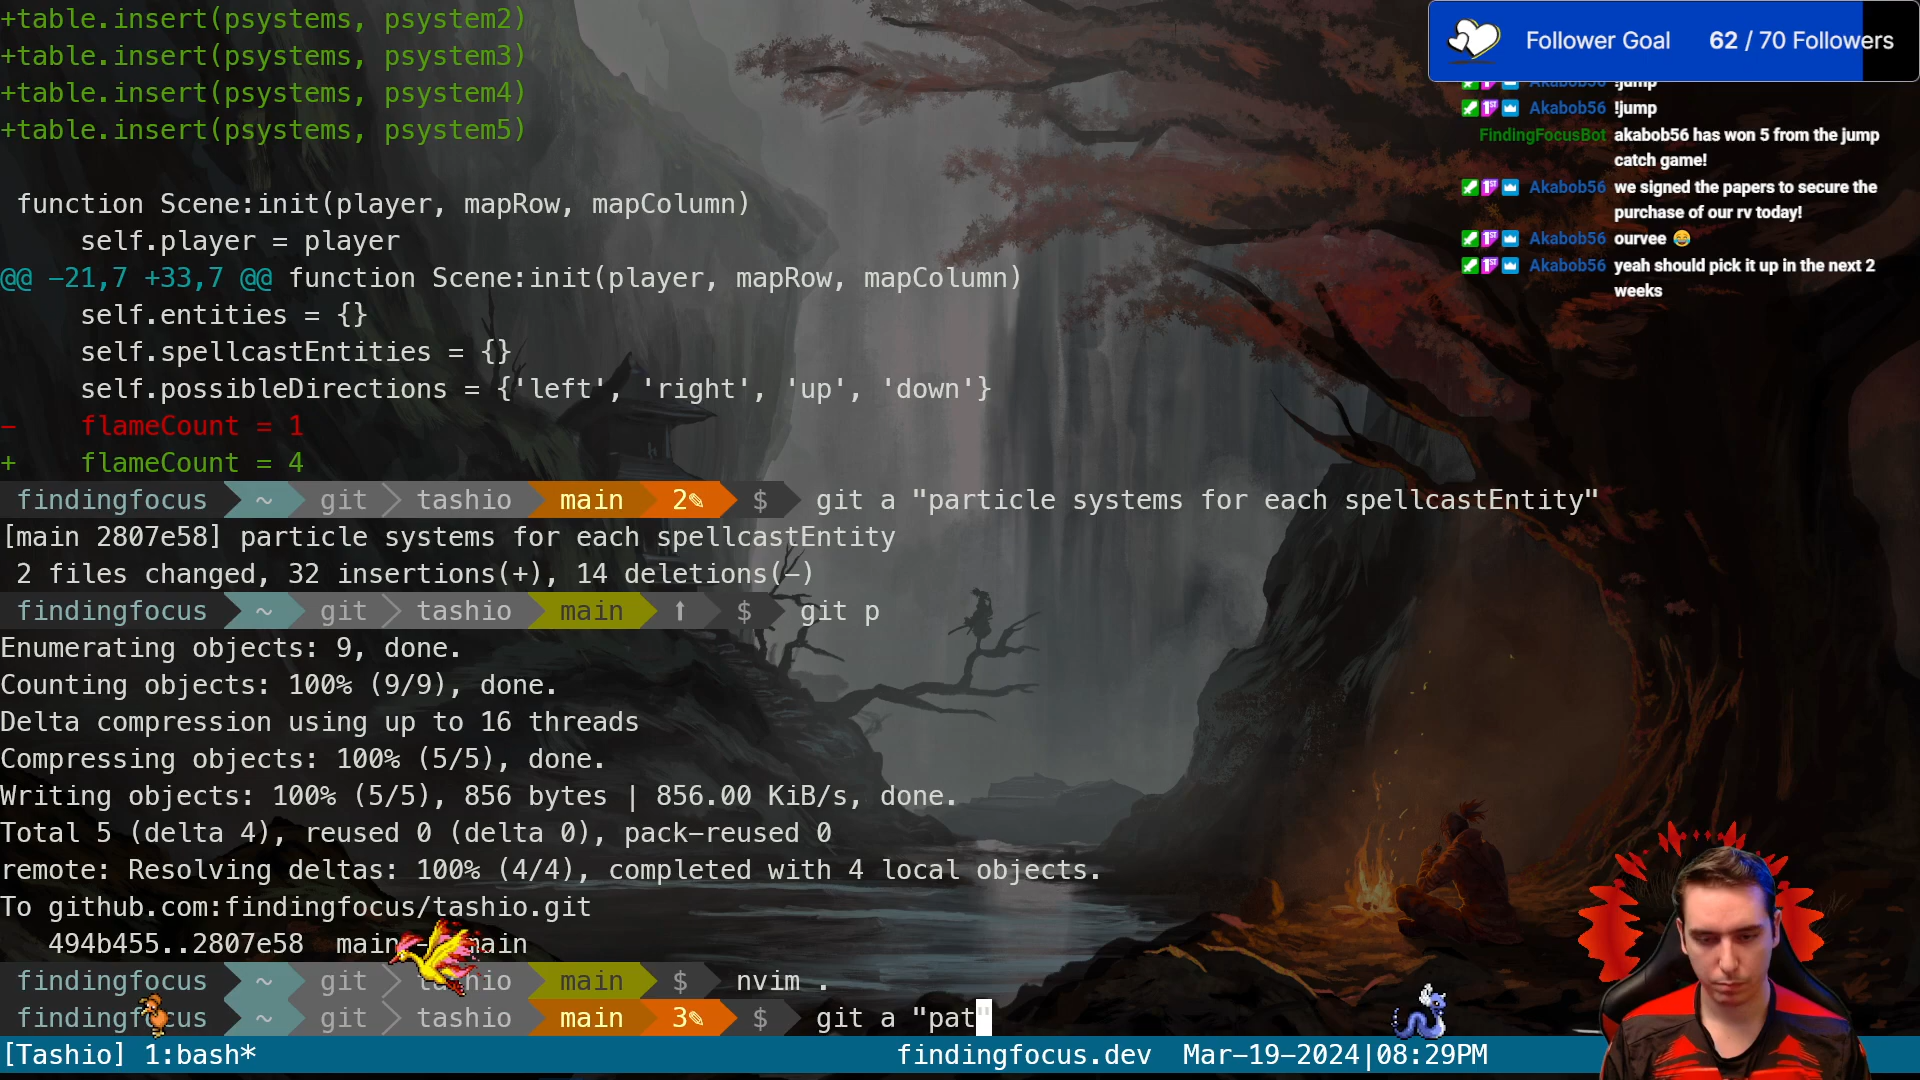 +table.insert(psystems, psystem2)
+table.insert(psystems, psystem3)
+table.insert(psystems, psystem4)
+table.insert(psystems, psystem5)
function Scene:init(player, mapRow, mapColumn)
self.player = player
@@ -21,7 +33,7 @@ function Scene:init(player, mapRow, mapColumn)
self.entities = {}
self.spellcastEntities = {}
self.possibleDirections = {'left', 'right', 'up', 'down'}
- flameCount = 1
+ flameCount = 4
findingfocus ~ git tashio main 2✎ $ git a "particle systems for each spellcastEntity"
[main 2807e58] particle systems for each spellcastEntity
2 files changed, 32 insertions(+), 14 deletions(-)
findingfocus ~ git tashio main ↑ $ git p
Enumerating objects: 9, done.
Counting objects: 100% (9/9), done.
Delta compression using up to 16 threads
Compressing objects: 100% (5/5), done.
Writing objects: 100% (5/5), 856 bytes | 856.00 KiB/s, done.
Total 5 (delta 4), reused 0 (delta 0), pack-reused 0
remote: Resolving deltas: 100% (4/4), completed with 4 local objects.
To github.com:findingfocus/tashio.git
494b455..2807e58 main -> main
findingfocus ~ git tashio main $ nvim .
findingfocus ~ git tashio main 3✎ $ git a "pat"
[Tashio] 1:bash* findingfocus.dev Mar-19-2024|08:29PM
Follower Goal 62 / 70 Followers
Akabob56 !jump
Akabob56 !jump
FindingFocusBot akabob56 has won 5 from the jump
catch game!
Akabob56 we signed the papers to secure the
purchase of our rv today!
Akabob56 ourvee 😂
Akabob56 yeah should pick it up in the next 2
weeks